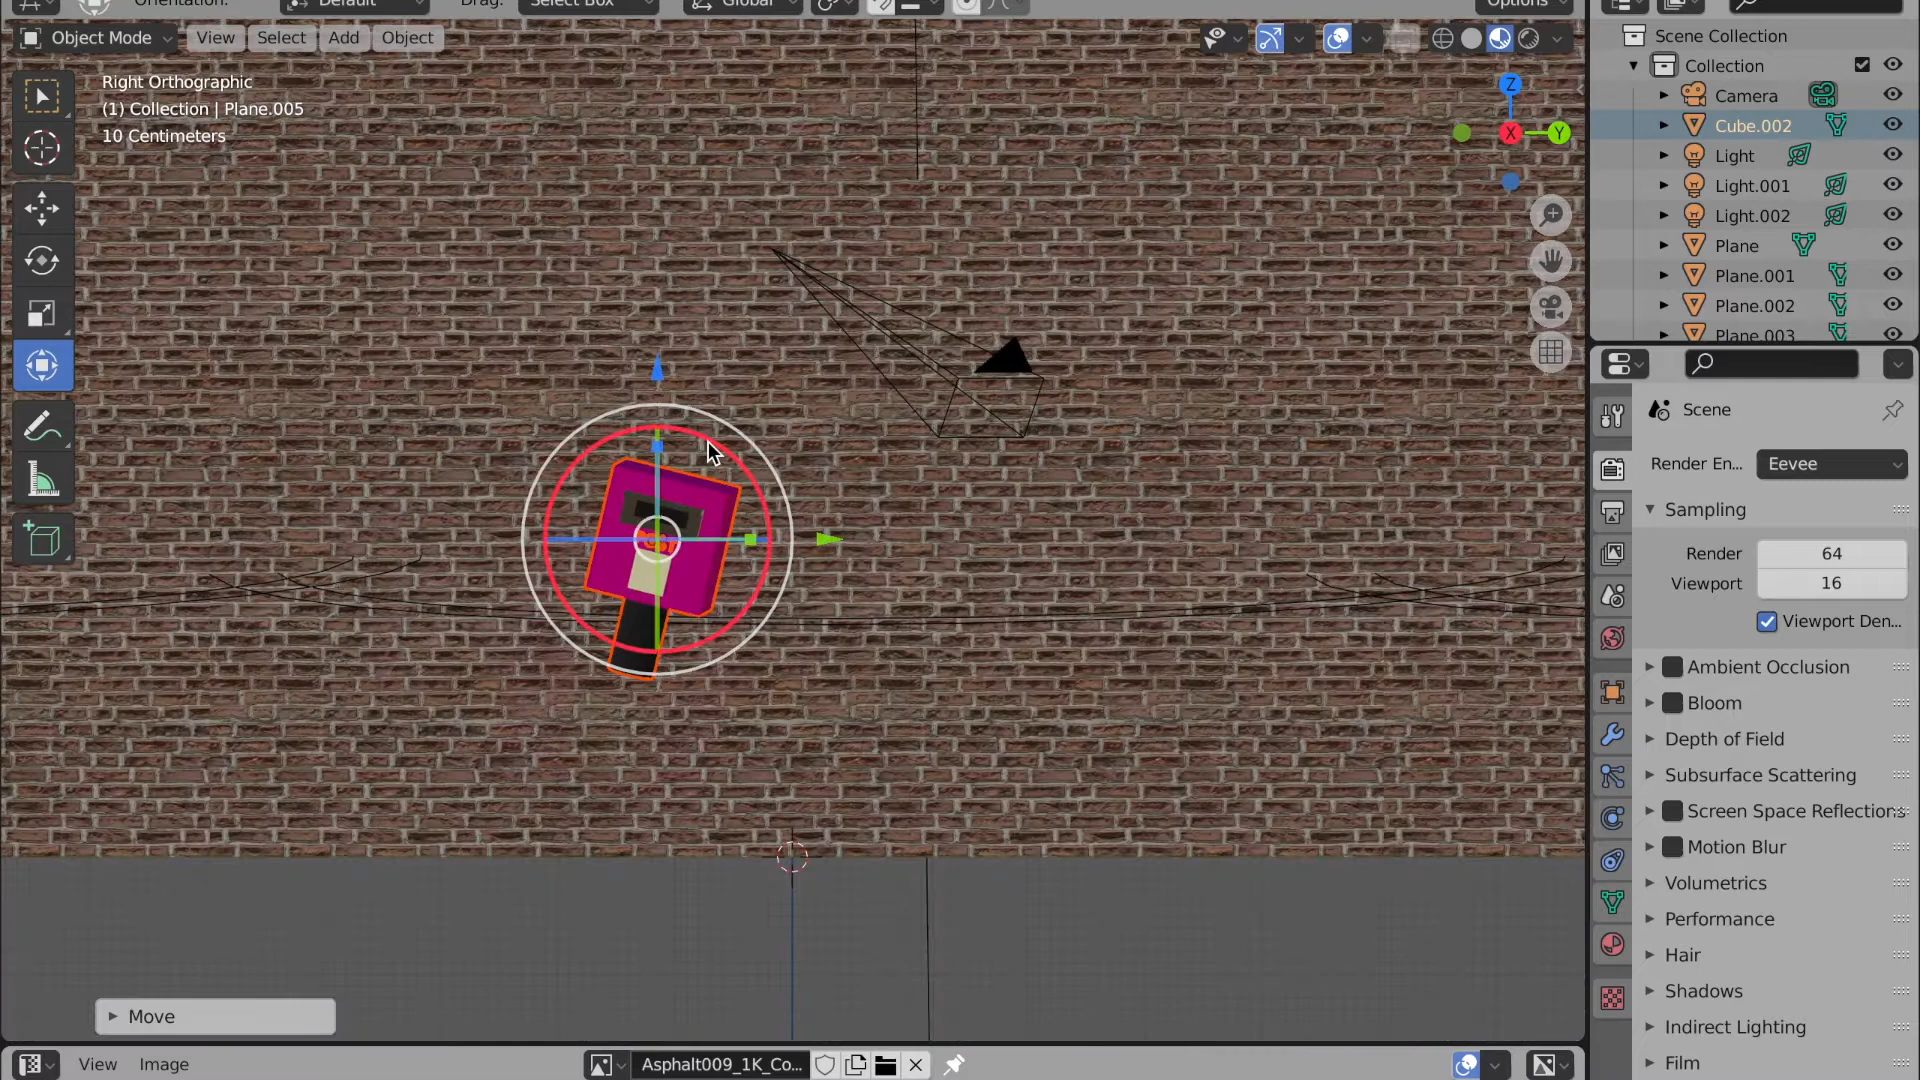 Orientation: Default Drag: Select Box Global Options
Object Mode View Select Add Object
Right Orthographic
(1) Collection | Plane.005
10 Centimeters
Z
X
Y
Move
View Image Asphalt009_1K_Co...
Scene Collection
Collection
Camera
Cube.002
Light
Light.001
Light.002
Plane
Plane.001
Plane.002
Plane.003
Scene
Render En... Eevee
Sampling
Render 64
Viewport 16
Viewport Den...
Ambient Occlusion
Bloom
Depth of Field
Subsurface Scattering
Screen Space Reflections
Motion Blur
Volumetrics
Performance
Hair
Shadows
Indirect Lighting
Film